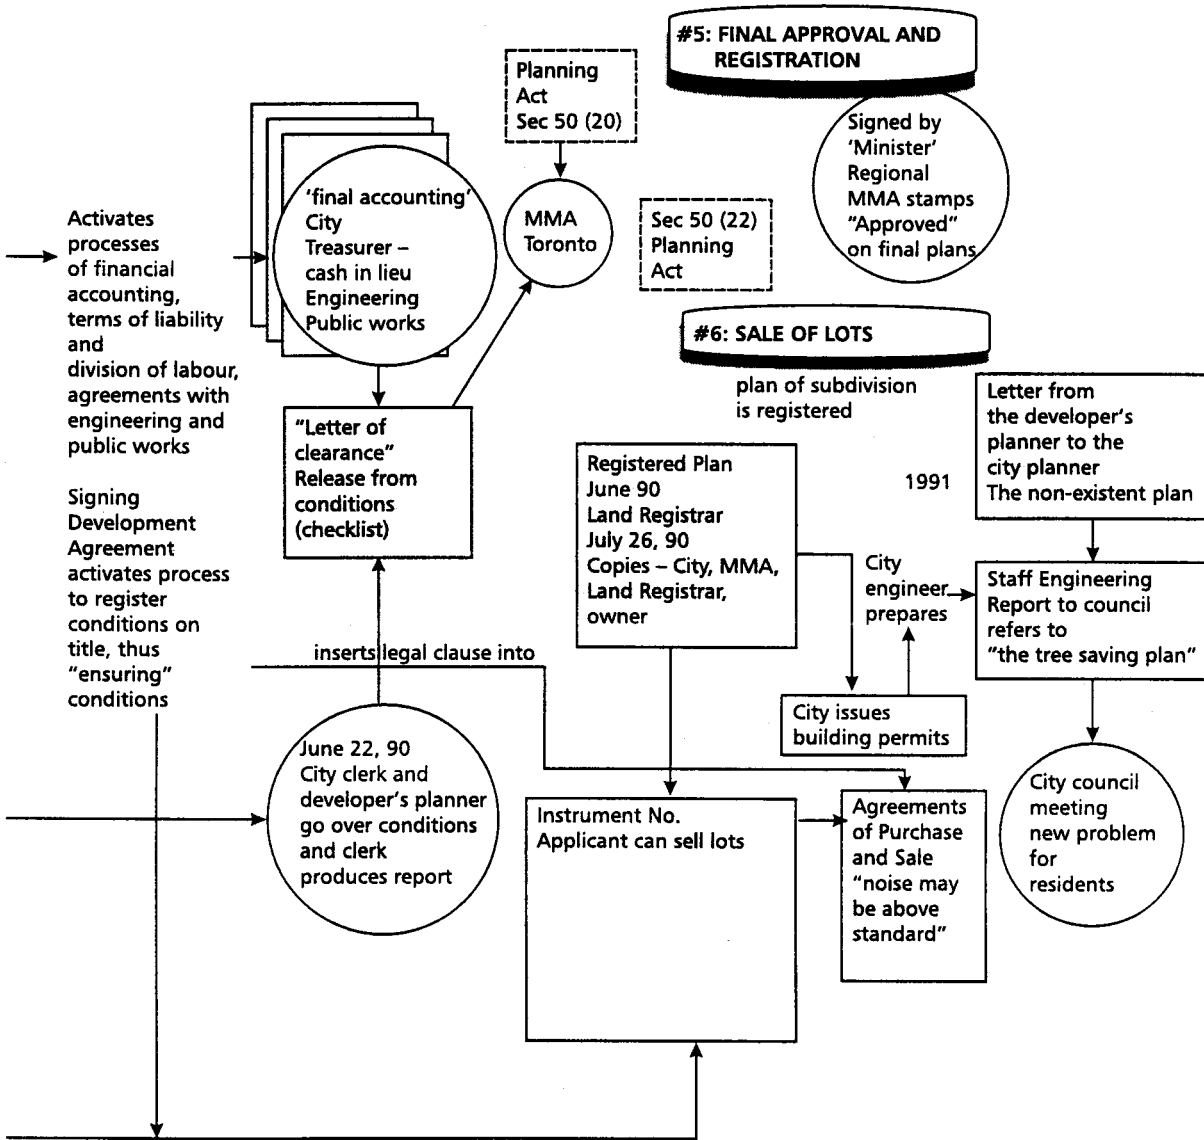 #5: FINAL APPROVAL AND
REGISTRATION
Planning
Act
Sec 50 (20)
Signed by
'Minister'
Regional
MMA stamps
"Approved"
on final plans
Activates
processes
of financial
accounting,
terms of liability
and
division of labour,
agreements with
engineering and
public works
'final accounting'
City
Treasurer –
cash in lieu
Engineering
Public works
MMA
Toronto
Sec 50 (22)
Planning
Act
#6: SALE OF LOTS
plan of subdivision
is registered
Letter from
the developer's
planner to the
city planner
The non-existent plan
"Letter of
clearance"
Release from
conditions
(checklist)
Registered Plan
June 90
Land Registrar
July 26, 90
Copies – City, MMA,
Land Registrar,
owner
1991
Signing
Development
Agreement
activates process
to register
conditions on
title, thus
"ensuring"
conditions
City
engineer
prepares
Staff Engineering
Report to council
refers to
"the tree saving plan"
inserts legal clause into
City issues
building permits
June 22, 90
City clerk and
developer's planner
go over conditions
and clerk
produces report
Instrument No.
Applicant can sell lots
Agreements
of Purchase
and Sale
"noise may
be above
standard"
City council
meeting
new problem
for
residents